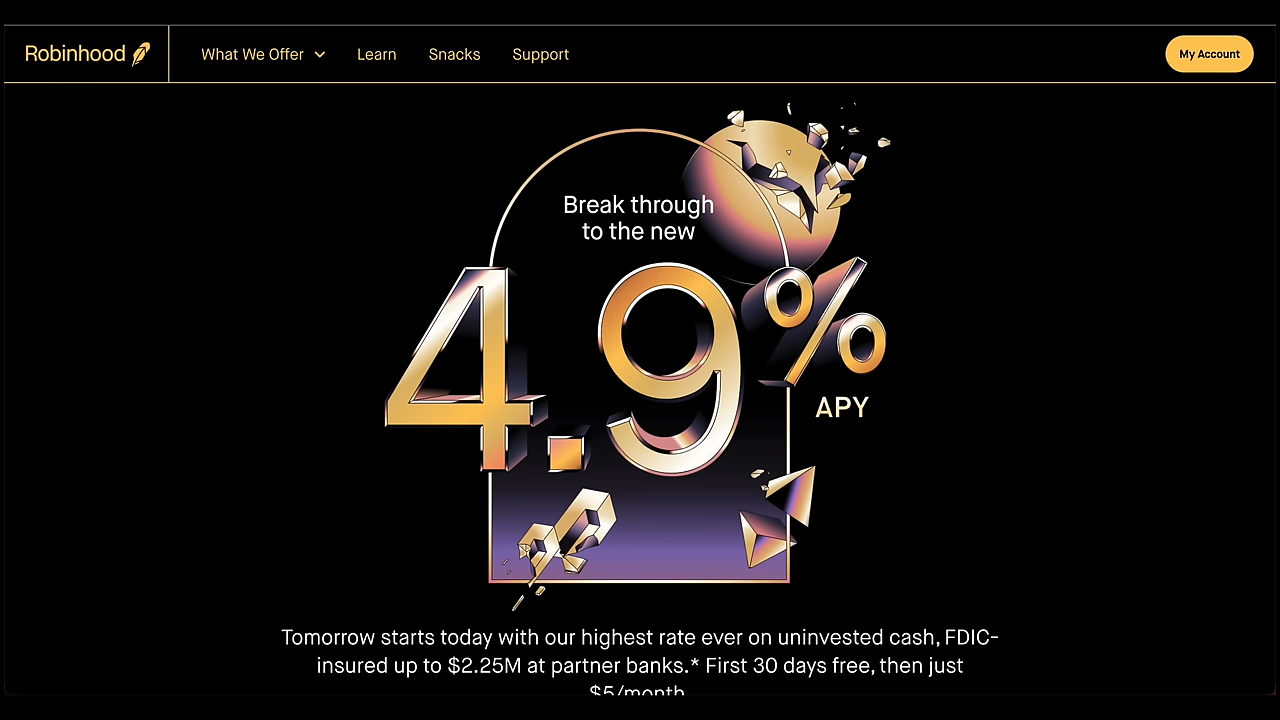 Robinhood
What We Offer
Learn
Snacks
Support
My Account
Break through
to the new
4.9%
APY
Tomorrow starts today with our highest rate ever on uninvested cash, FDIC-
insured up to $2.25M at partner banks.* First 30 days free, then just
$5/month